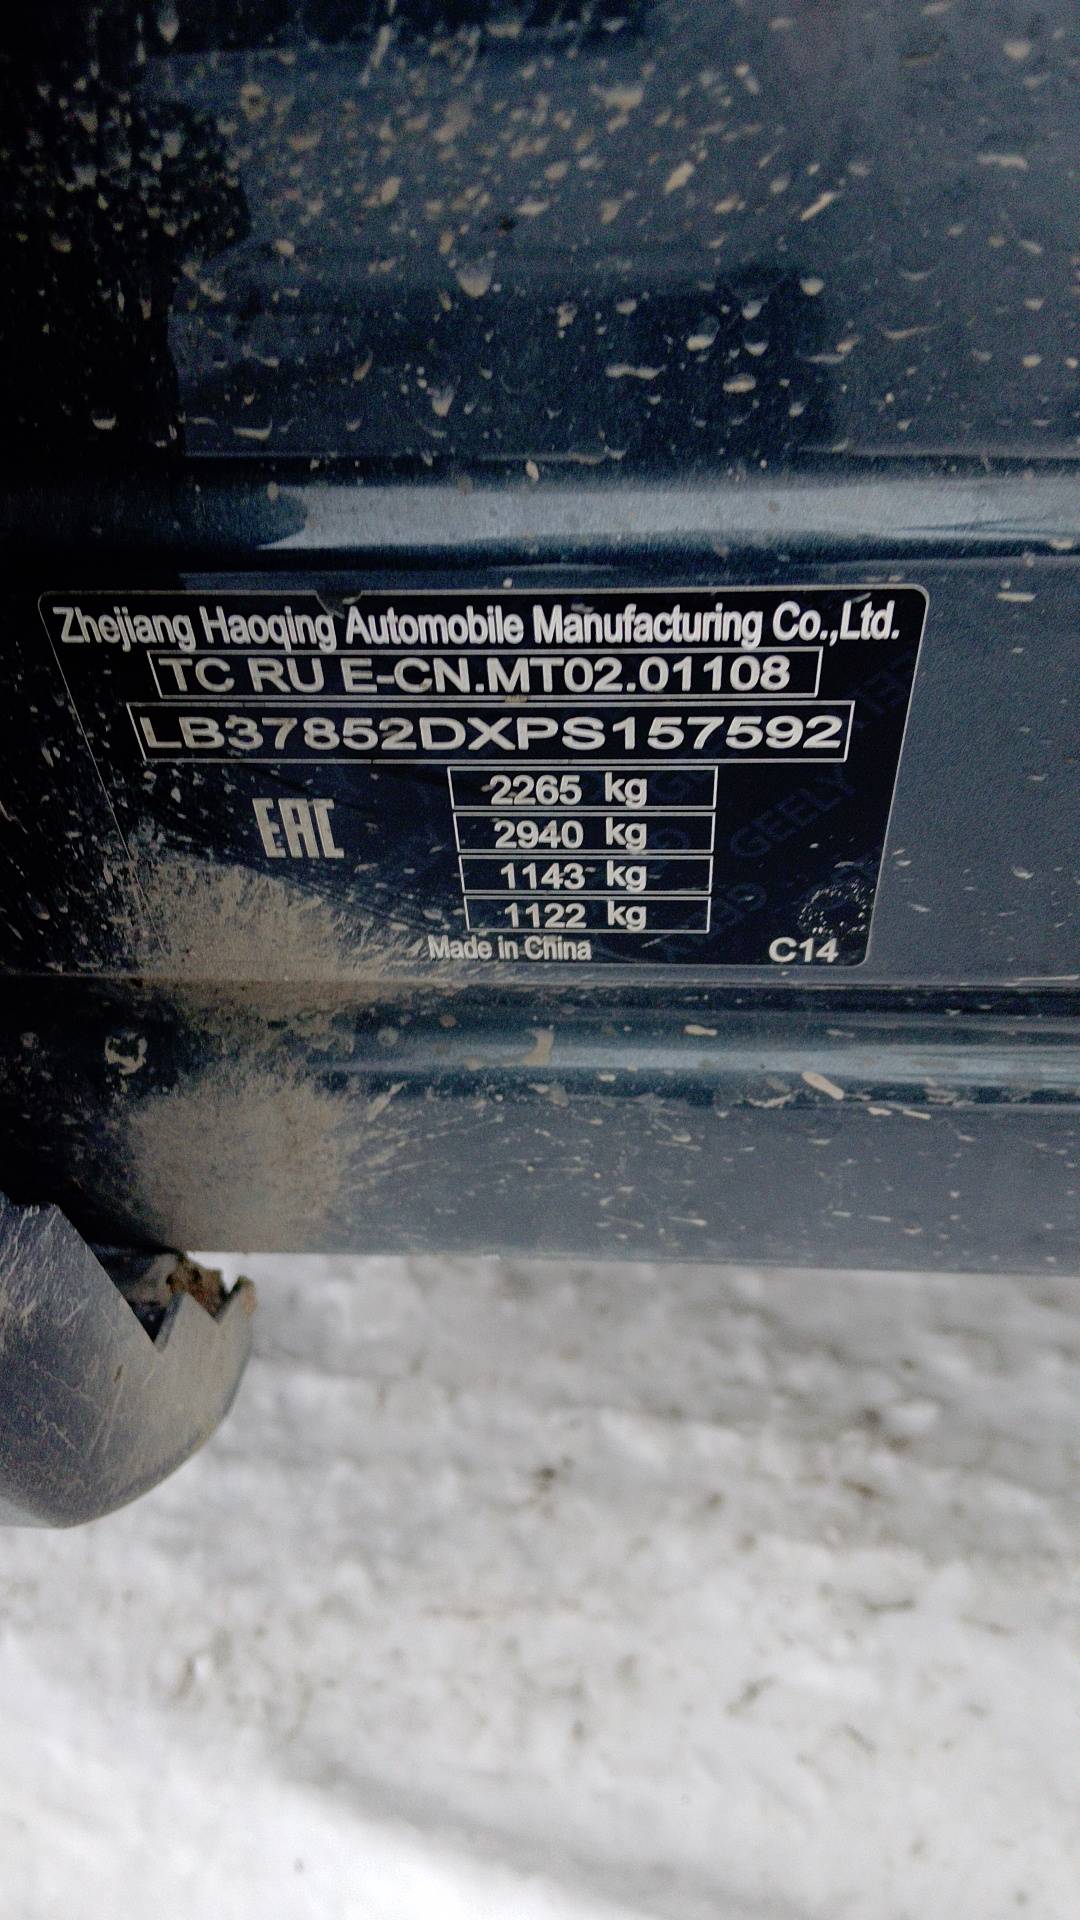 Zhejiang Haoqing Automobile Manufacturing Co.,Ltd.
TC RU E-CN.MT02.01108
LB37852DXPS157592
2265 kg
EAC
2940 kg
1143 kg
1122 kg
Made in China
C14
GEELY